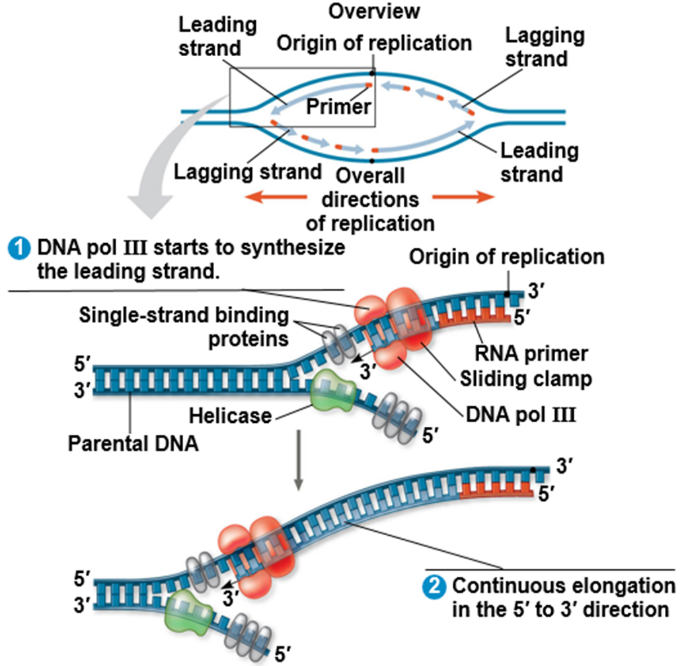 Overview
Leading
strand
Origin of replication
Lagging
strand
Primer
Lagging strand
Leading
strand
Overall
directions
of replication
1 DNA pol III starts to synthesize
the leading strand.
Origin of replication
3′
5′
Single-strand binding
proteins
RNA primer
3′
Sliding clamp
5′
3′
Helicase
DNA pol III
Parental DNA
5′
3′
5′
5′
3′
3′
2 Continuous elongation
in the 5′ to 3′ direction
5′